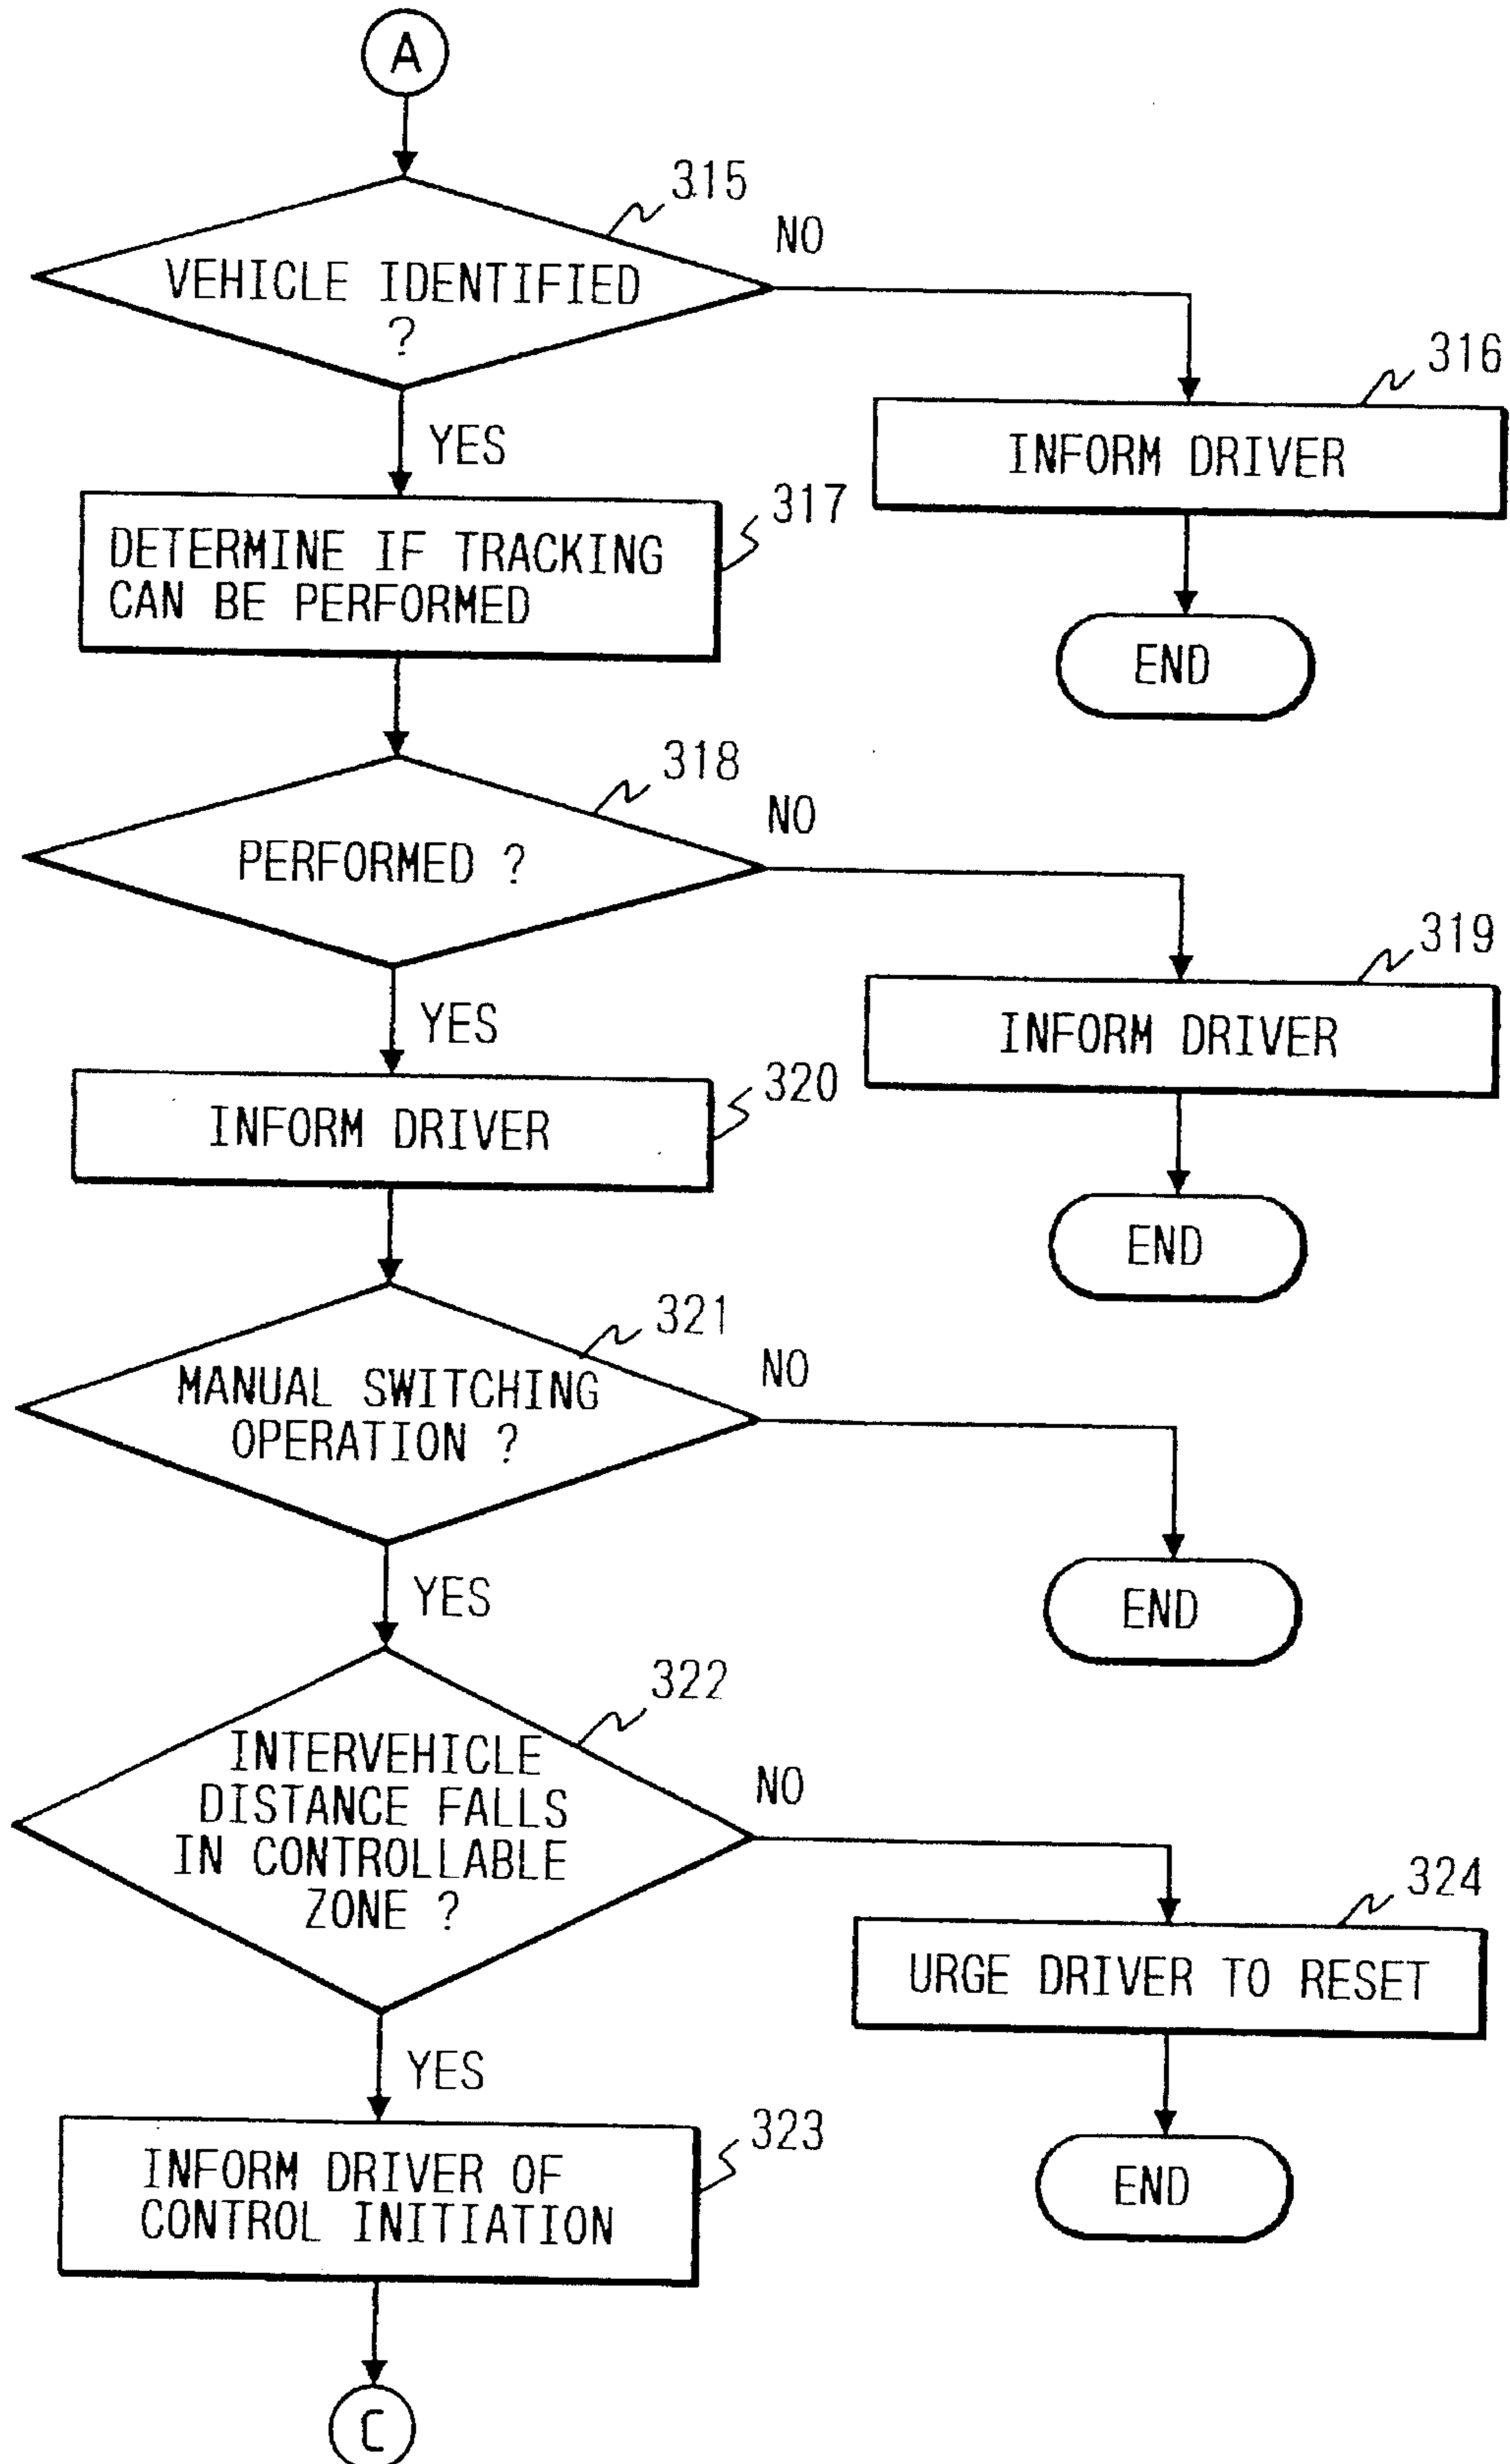 A
315
NO
VEHICLE IDENTIFIED
?
316
YES
INFORM DRIVER
317
DETERMINE IF TRACKING
CAN BE PERFORMED
END
318
NO
PERFORMED ?
319
YES
INFORM DRIVER
320
INFORM DRIVER
END
321
NO
MANUAL SWITCHING
OPERATION ?
YES
END
322
INTERVEHICLE
DISTANCE FALLS
IN CONTROLLABLE
ZONE ?
NO
324
URGE DRIVER TO RESET
YES
323
INFORM DRIVER OF
CONTROL INITIATION
END
C